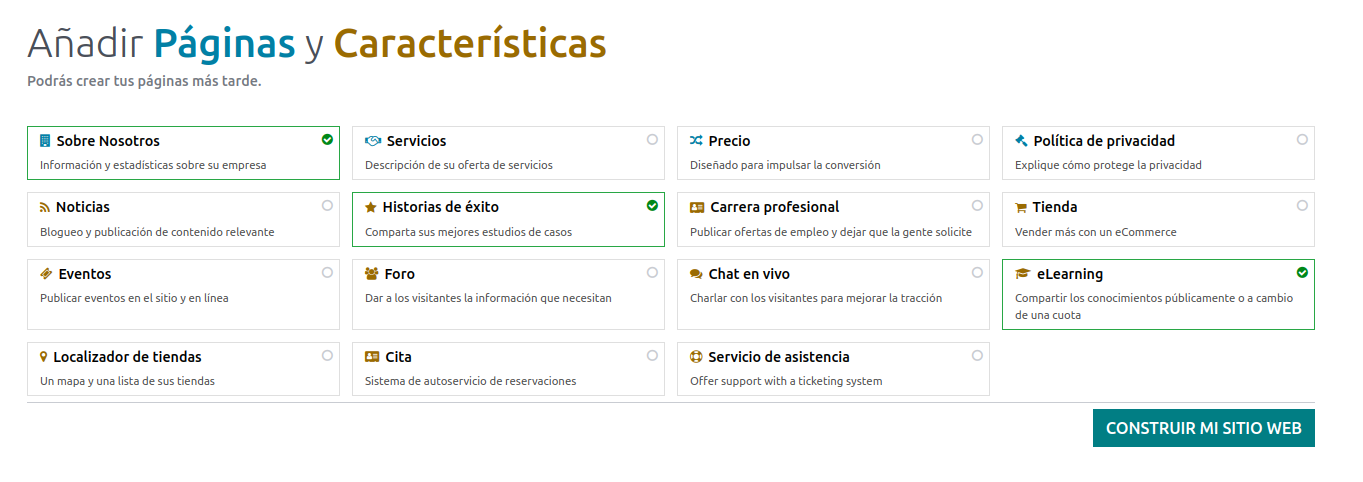 Añadir Páginas y Características
Podrás crear tus páginas más tarde.
Sobre Nosotros
Información y estadísticas sobre su empresa
Servicios
Descripción de su oferta de servicios
Precio
Diseñado para impulsar la conversión
Política de privacidad
Explique cómo protege la privacidad
Noticias
Blogueo y publicación de contenido relevante
Historias de éxito
Comparta sus mejores estudios de casos
Carrera profesional
Publicar ofertas de empleo y dejar que la gente solicite
Tienda
Vender más con un eCommerce
Eventos
Publicar eventos en el sitio y en línea
Foro
Dar a los visitantes la información que necesitan
Chat en vivo
Charlar con los visitantes para mejorar la tracción
eLearning
Compartir los conocimientos públicamente o a cambio
de una cuota
Localizador de tiendas
Un mapa y una lista de sus tiendas
Cita
Sistema de autoservicio de reservaciones
Servicio de asistencia
Offer support with a ticketing system
CONSTRUIR MI SITIO WEB